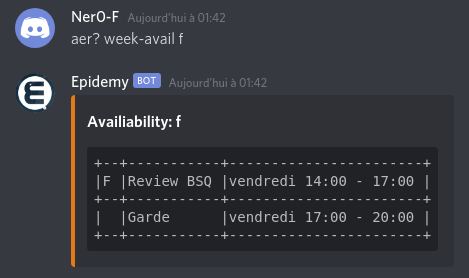 Ner0-F Aujourd'hui à 01:42
aer? week-avail f
Epidemy BOT Aujourd'hui à 01:42
Availiability: f
+--+-----------+------------------------+
|F |Review BSQ |vendredi 14:00 - 17:00 |
+--+-----------+------------------------+
|  |Garde      |vendredi 17:00 - 20:00 |
+--+-----------+------------------------+